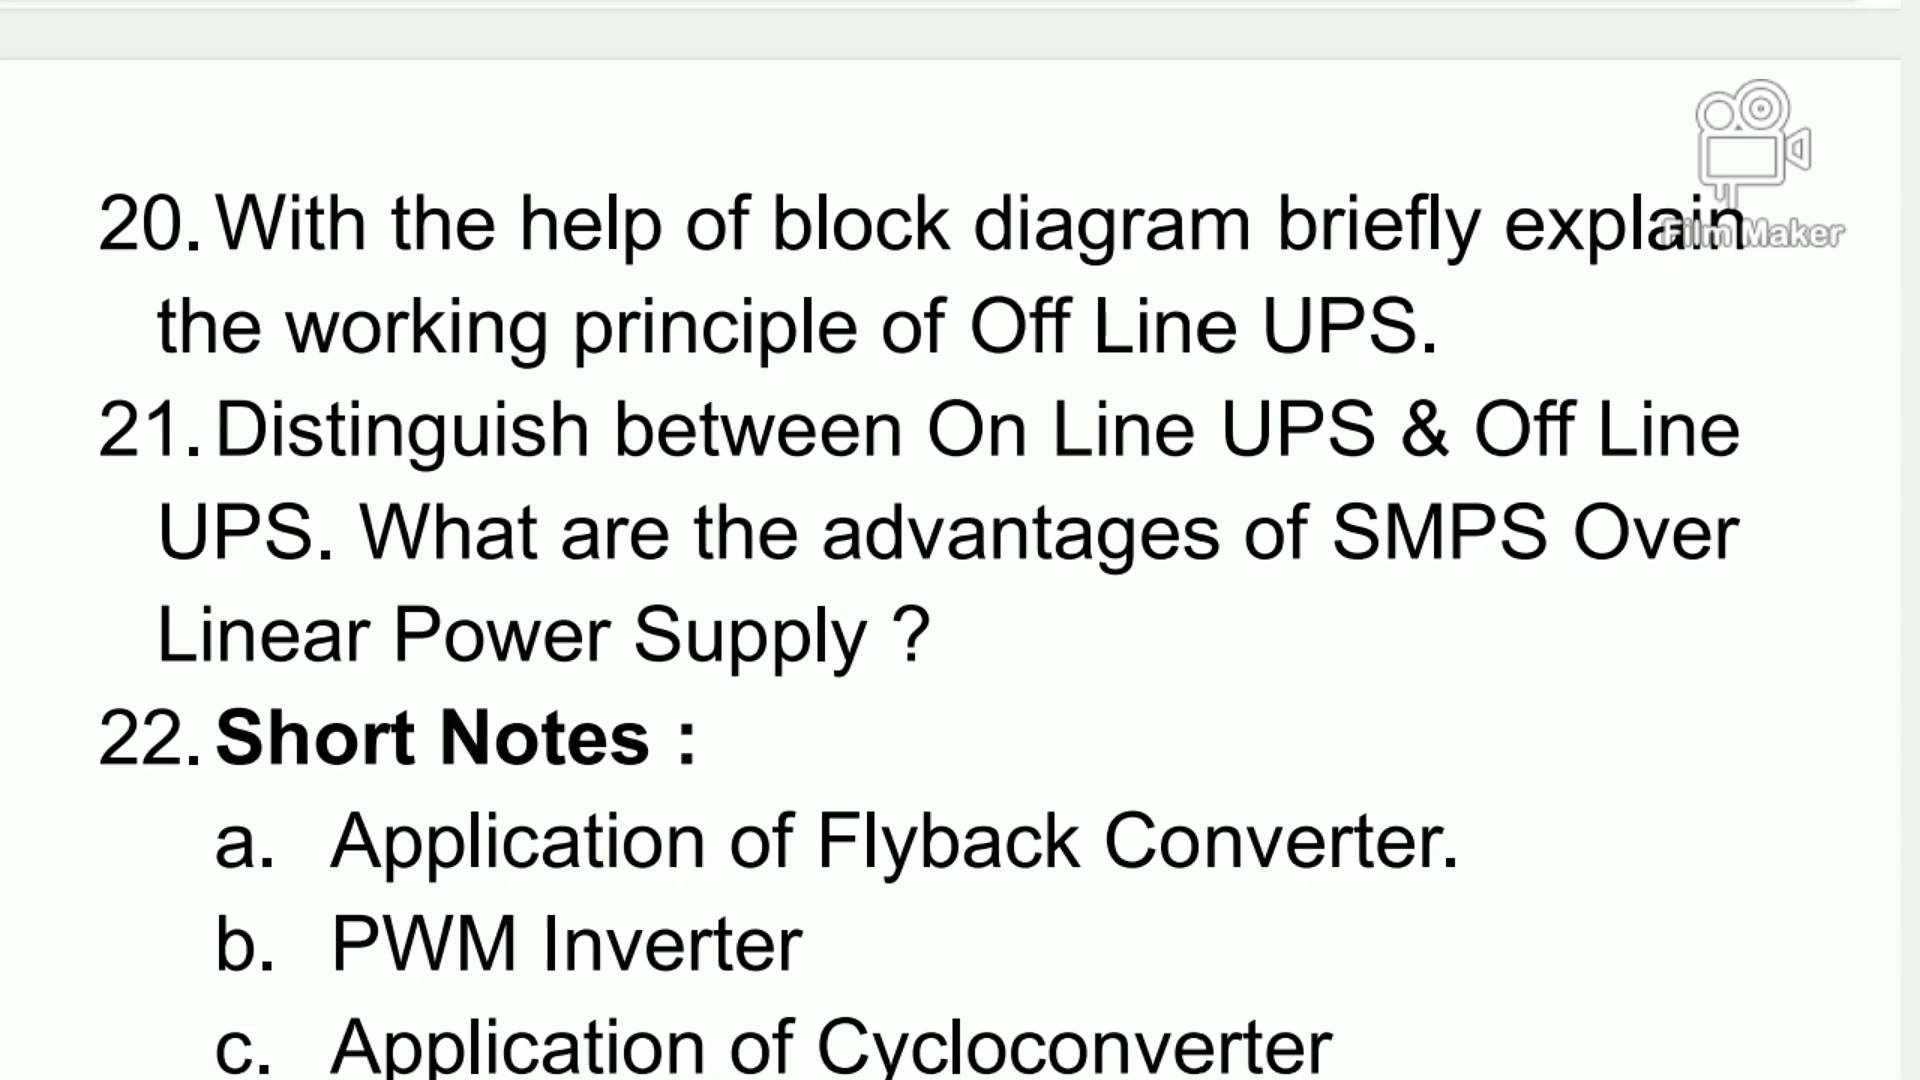 Film Maker
20. With the help of block diagram briefly explain
the working principle of Off Line UPS.
21. Distinguish between On Line UPS & Off Line
UPS. What are the advantages of SMPS Over
Linear Power Supply ?
22. Short Notes :
a. Application of Flyback Converter.
b. PWM Inverter
c. Application of Cycloconverter